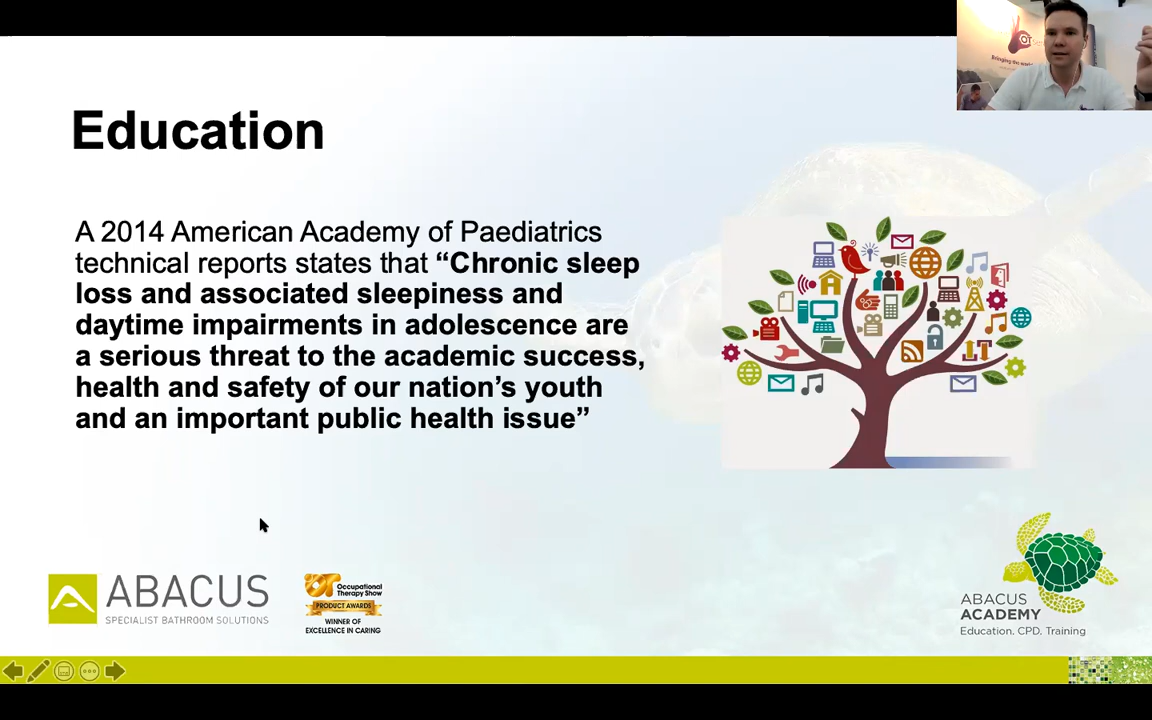 Education
A 2014 American Academy of Paediatrics
technical reports states that “Chronic sleep
loss and associated sleepiness and
daytime impairments in adolescence are
a serious threat to the academic success,
health and safety of our nation’s youth
and an important public health issue”
ABACUS
SPECIALIST BATHROOM SOLUTIONS
Occupational
Therapy Show
PRODUCT AWARDS
WINNER OF
EXCELLENCE IN CARING
ABACUS
ACADEMY
Education. CPD. Training
OT
Bringing the